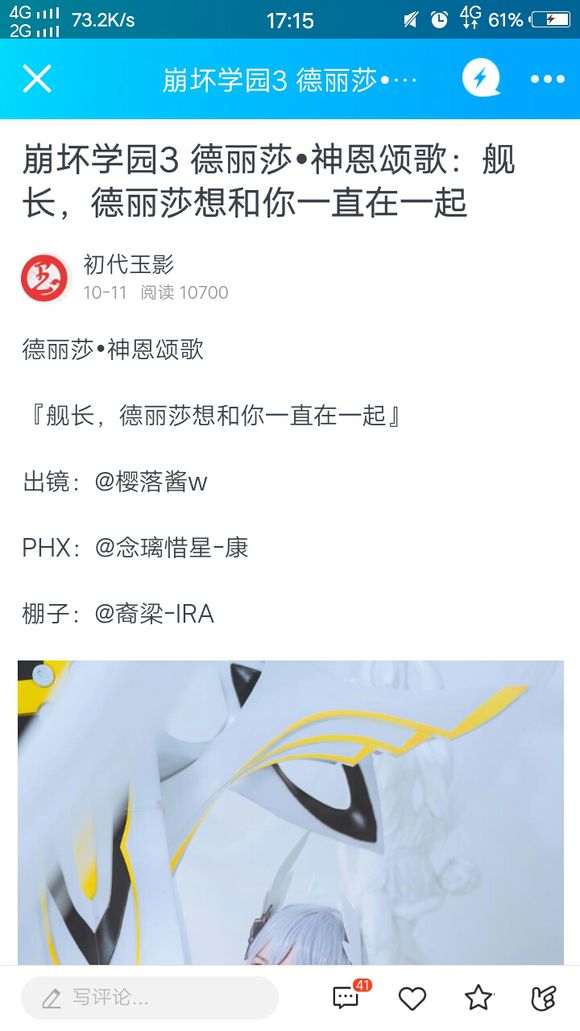 4G 2G 73.2K/s 17:15 4G 61%
崩坏学园3 德丽莎•···
崩坏学园3 德丽莎•神恩颂歌：舰
长，德丽莎想和你一直在一起
初代玉影
10-11 阅读 10700
德丽莎•神恩颂歌
『舰长，德丽莎想和你一直在一起』
出镜：@樱落酱w
PHX：@念璃惜星-康
棚子：@裔梁-IRA
写评论...
41